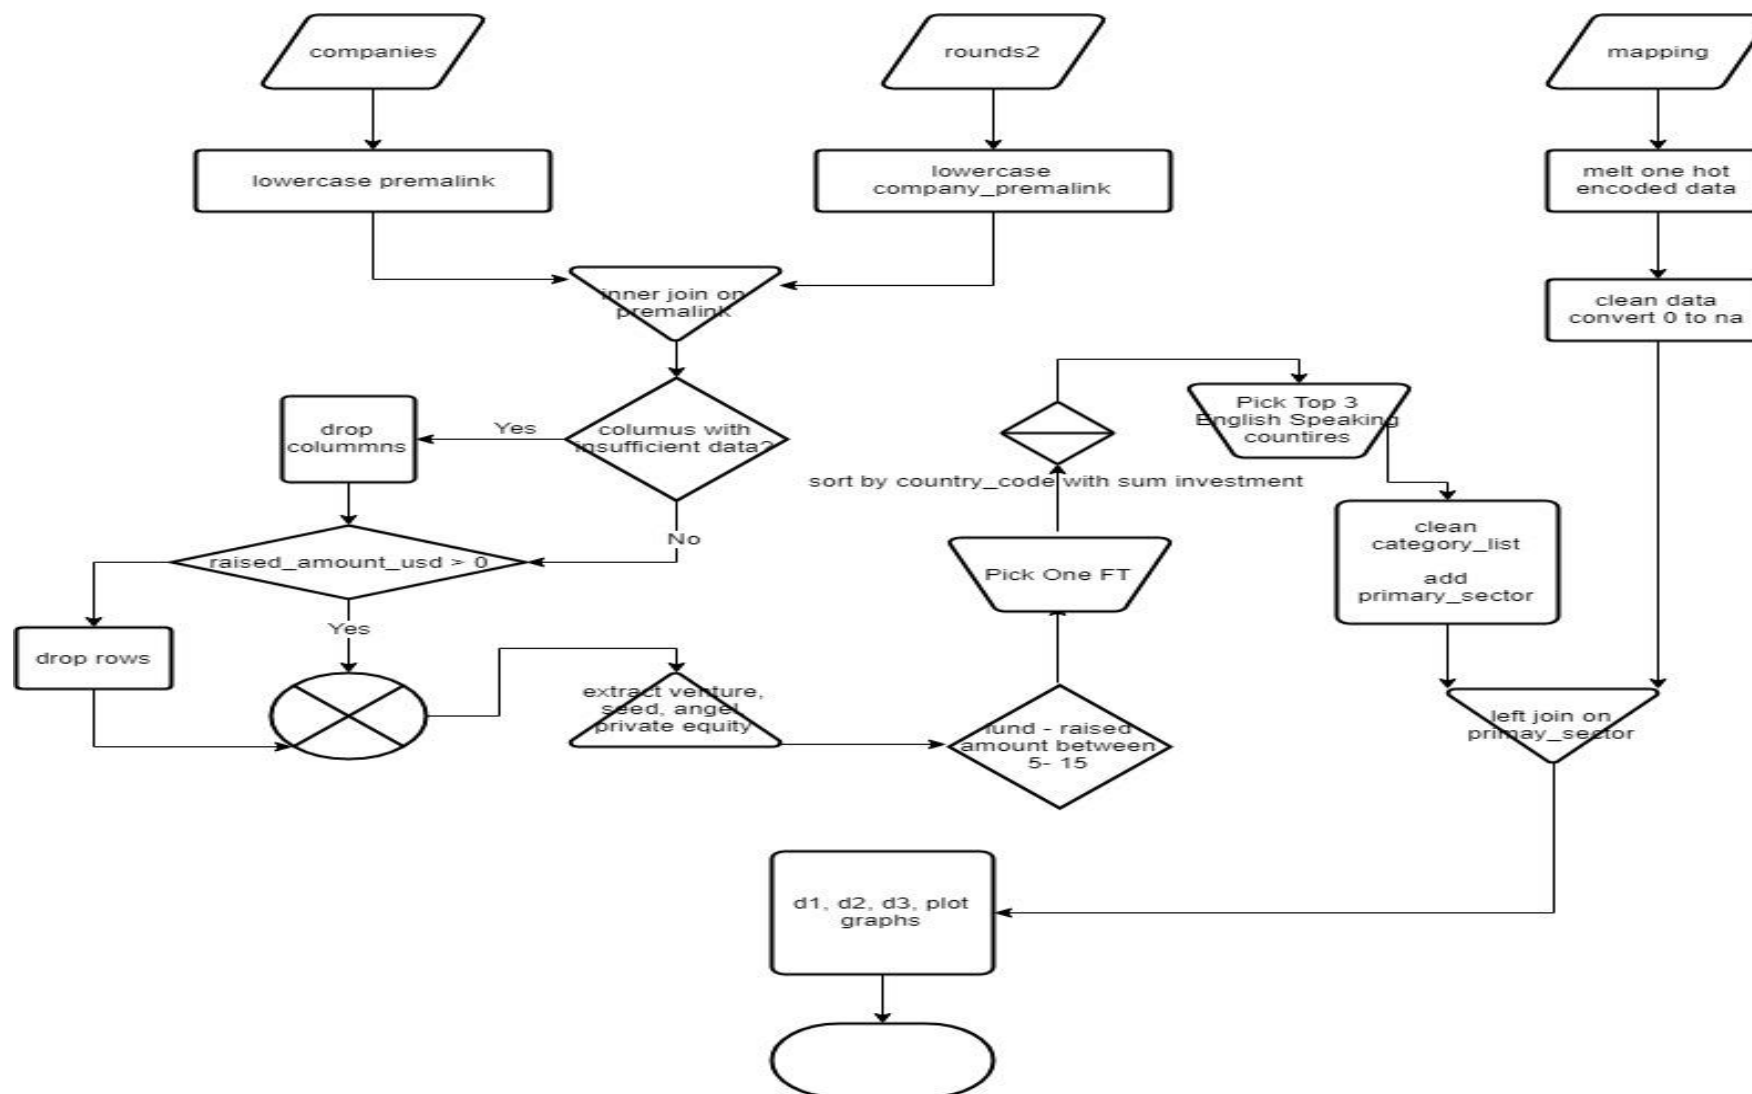 companies
rounds2
mapping
lowercase premalink
lowercase
company_premalink
melt one hot
encoded data
inner join on
premalink
clean data
convert 0 to na
drop
colummns
Yes
columus with
insufficient data?
Pick Top 3
English Speaking
countires
sort by country_code with sum investment
No
raised_amount_usd > 0
Pick One FT
clean
category_list
add
primary_sector
Yes
drop rows
extract venture,
seed, angel,
private equity
fund - raised
amount between
5- 15
left join on
primay_sector
d1, d2, d3, plot
graphs